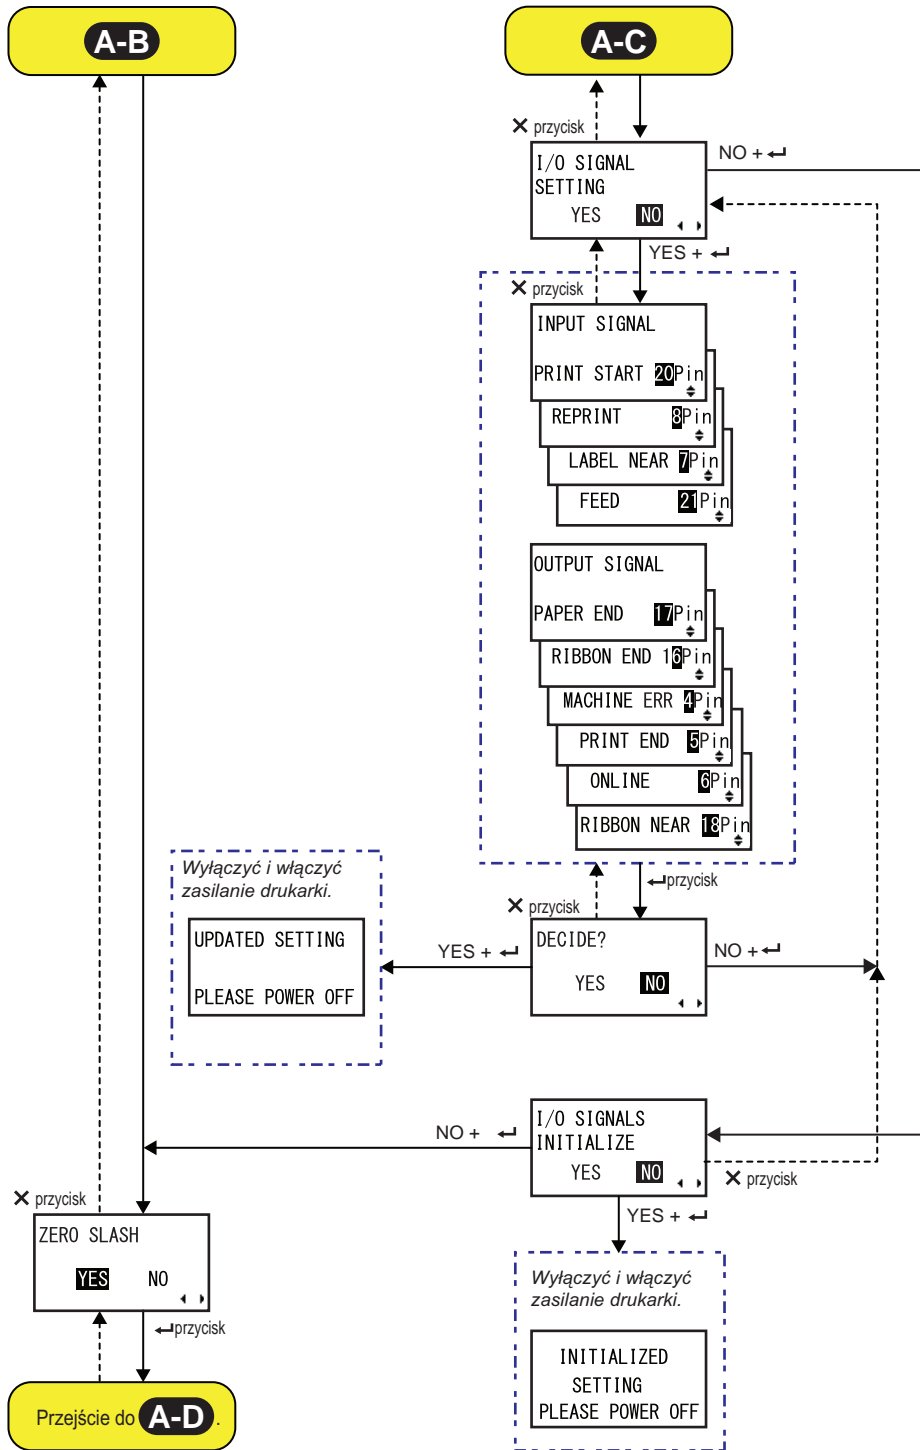 A-B
A-C
✕ przycisk
I/O SIGNAL
SETTING
YES NO
NO + ↵
YES + ↵
✕ przycisk
INPUT SIGNAL
PRINT START 20Pin
REPRINT 8Pin
LABEL NEAR 7Pin
FEED 21Pin
OUTPUT SIGNAL
PAPER END 17Pin
RIBBON END 16Pin
MACHINE ERR 4Pin
PRINT END 5Pin
ONLINE 6Pin
RIBBON NEAR 18Pin
↵przycisk
✕ przycisk
DECIDE?
YES NO
YES + ↵
NO + ↵
Wyłączyć i włączyć
zasilanie drukarki.
UPDATED SETTING
PLEASE POWER OFF
I/O SIGNALS
INITIALIZE
YES NO
NO + ↵
✕ przycisk
YES + ↵
Wyłączyć i włączyć
zasilanie drukarki.
INITIALIZED
SETTING
PLEASE POWER OFF
✕ przycisk
ZERO SLASH
YES NO
↵przycisk
Przejście do A-D .